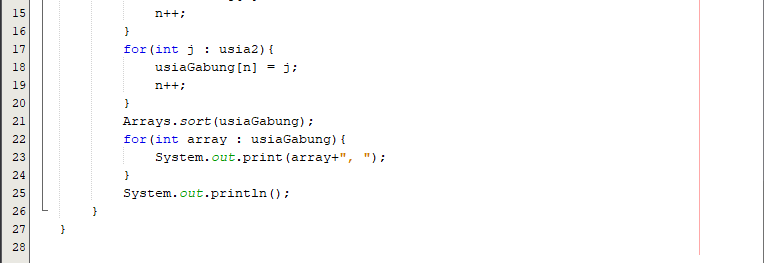 15 n++;
16 }
17 for(int j : usia2){
18 usiaGabung[n] = j;
19 n++;
20 }
21 Arrays.sort(usiaGabung);
22 for(int array : usiaGabung){
23 System.out.print(array+", ");
24 }
25 System.out.println();
26 }
27 }
28